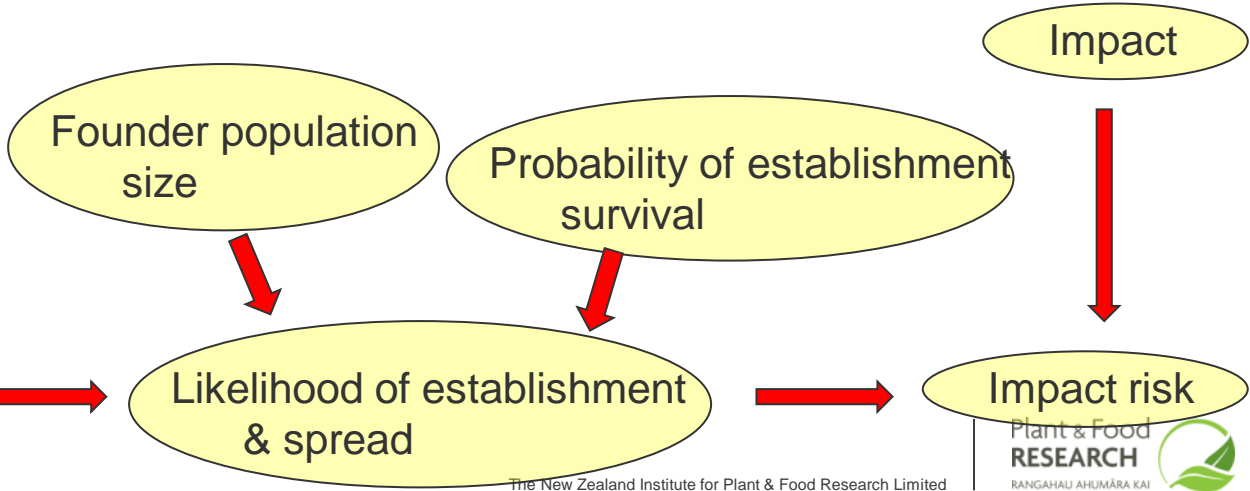 Impact
Founder population
size
Probability of establishment
survival
Likelihood of establishment
& spread
Impact risk
Plant & Food
RESEARCH
RANGAHAU AHUMĀRA KAI
The New Zealand Institute for Plant & Food Research Limited